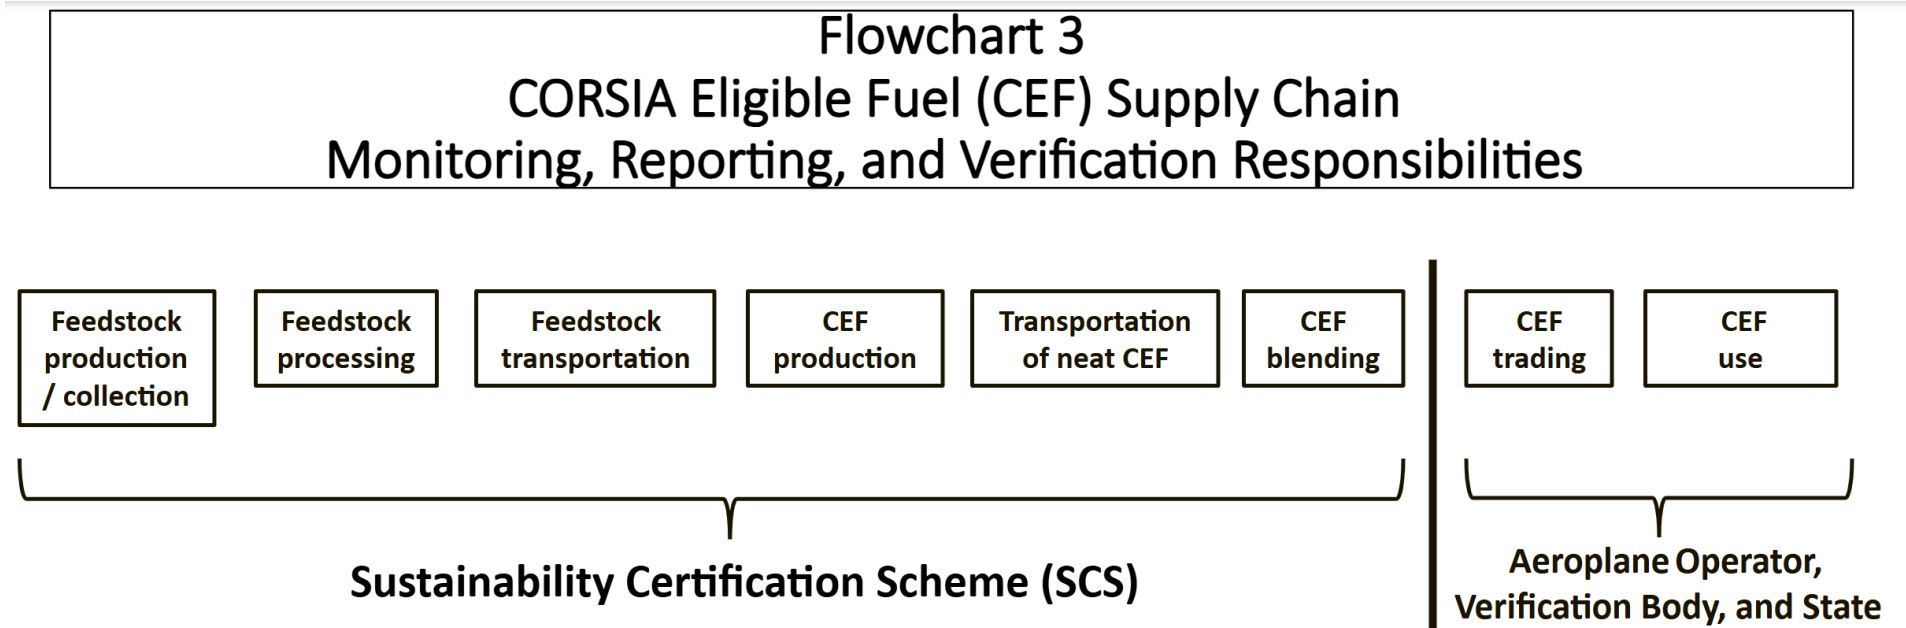 Flowchart 3
CORSIA Eligible Fuel (CEF) Supply Chain
Monitoring, Reporting, and Verification Responsibilities
Feedstock
production
/ collection
Feedstock
processing
Feedstock
transportation
CEF
production
Transportation
of neat CEF
CEF
blending
CEF
trading
CEF
use
Sustainability Certification Scheme (SCS)
Aeroplane Operator,
Verification Body, and State